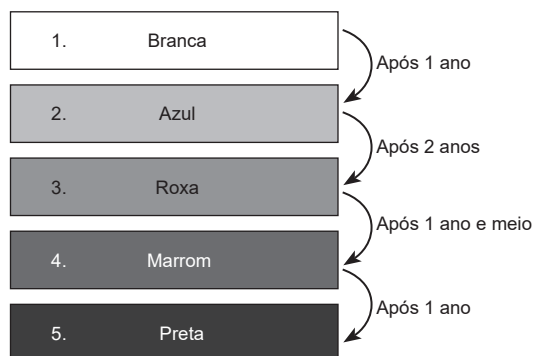 1. Branca
Após 1 ano
2. Azul
Após 2 anos
3. Roxa
Após 1 ano e meio
4. Marrom
Após 1 ano
5. Preta